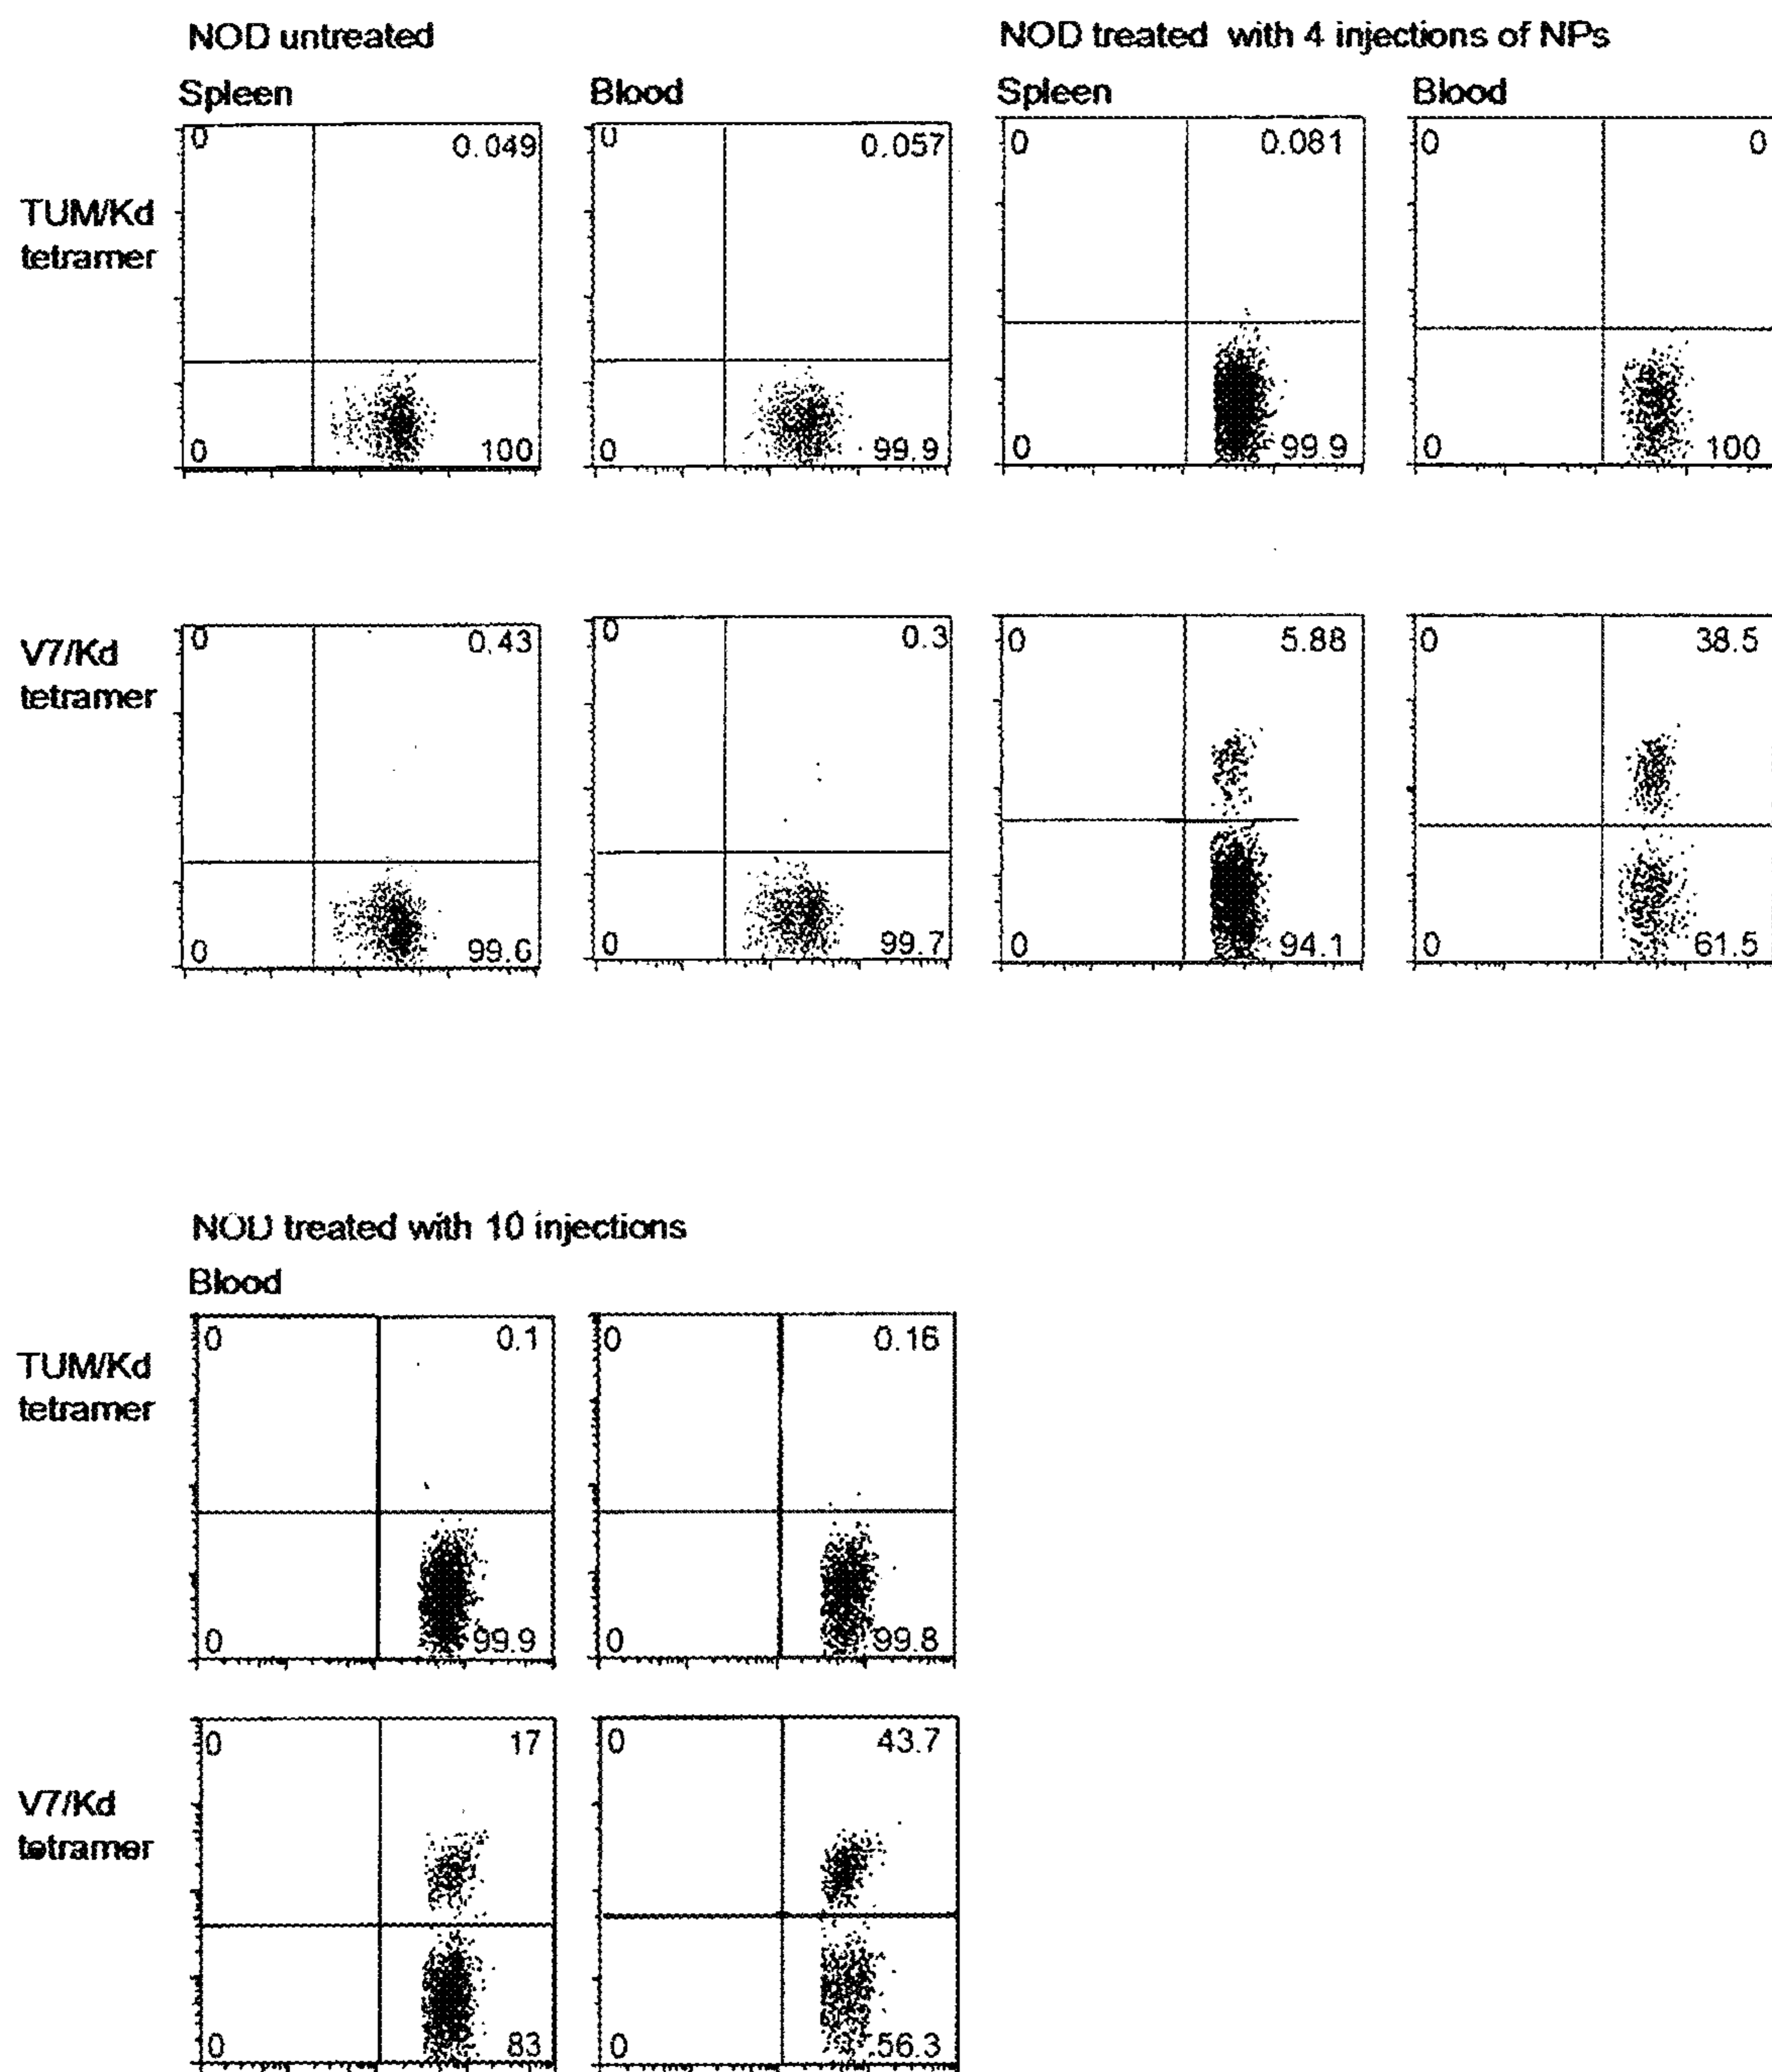 NOD untreated
NOD treated with 4 injections of NPs
Spleen
Blood
Spleen
Blood
TUM/Kd
tetramer
0 0.049
0 100
0 0.057
0 99.9
0 0.081
0 99.9
0 0
0 100
V7/Kd
tetramer
0 0.43
0 99.6
0 0.3
0 99.7
0 5.88
0 94.1
0 38.5
0 61.5
NOD treated with 10 injections
Blood
TUM/Kd
tetramer
0 0.1
0 99.9
0 0.16
0 99.8
V7/Kd
tetramer
0 17
0 83
0 43.7
0 56.3